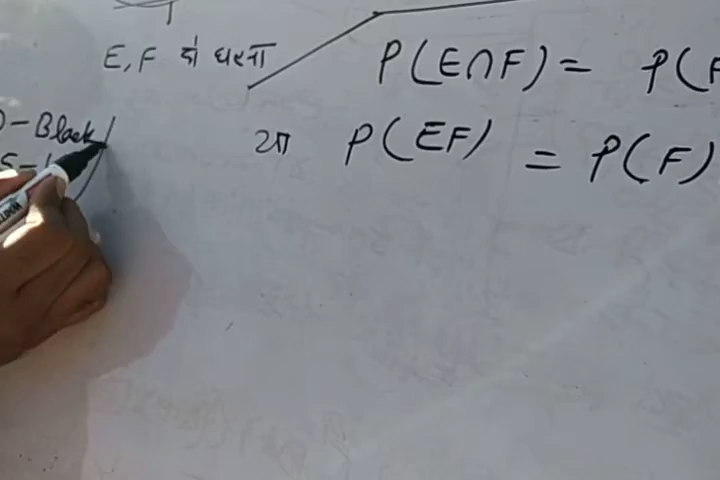 E, F दो घटना
P(E∩F) = P(F
D-Black
या P(EF) = P(F)